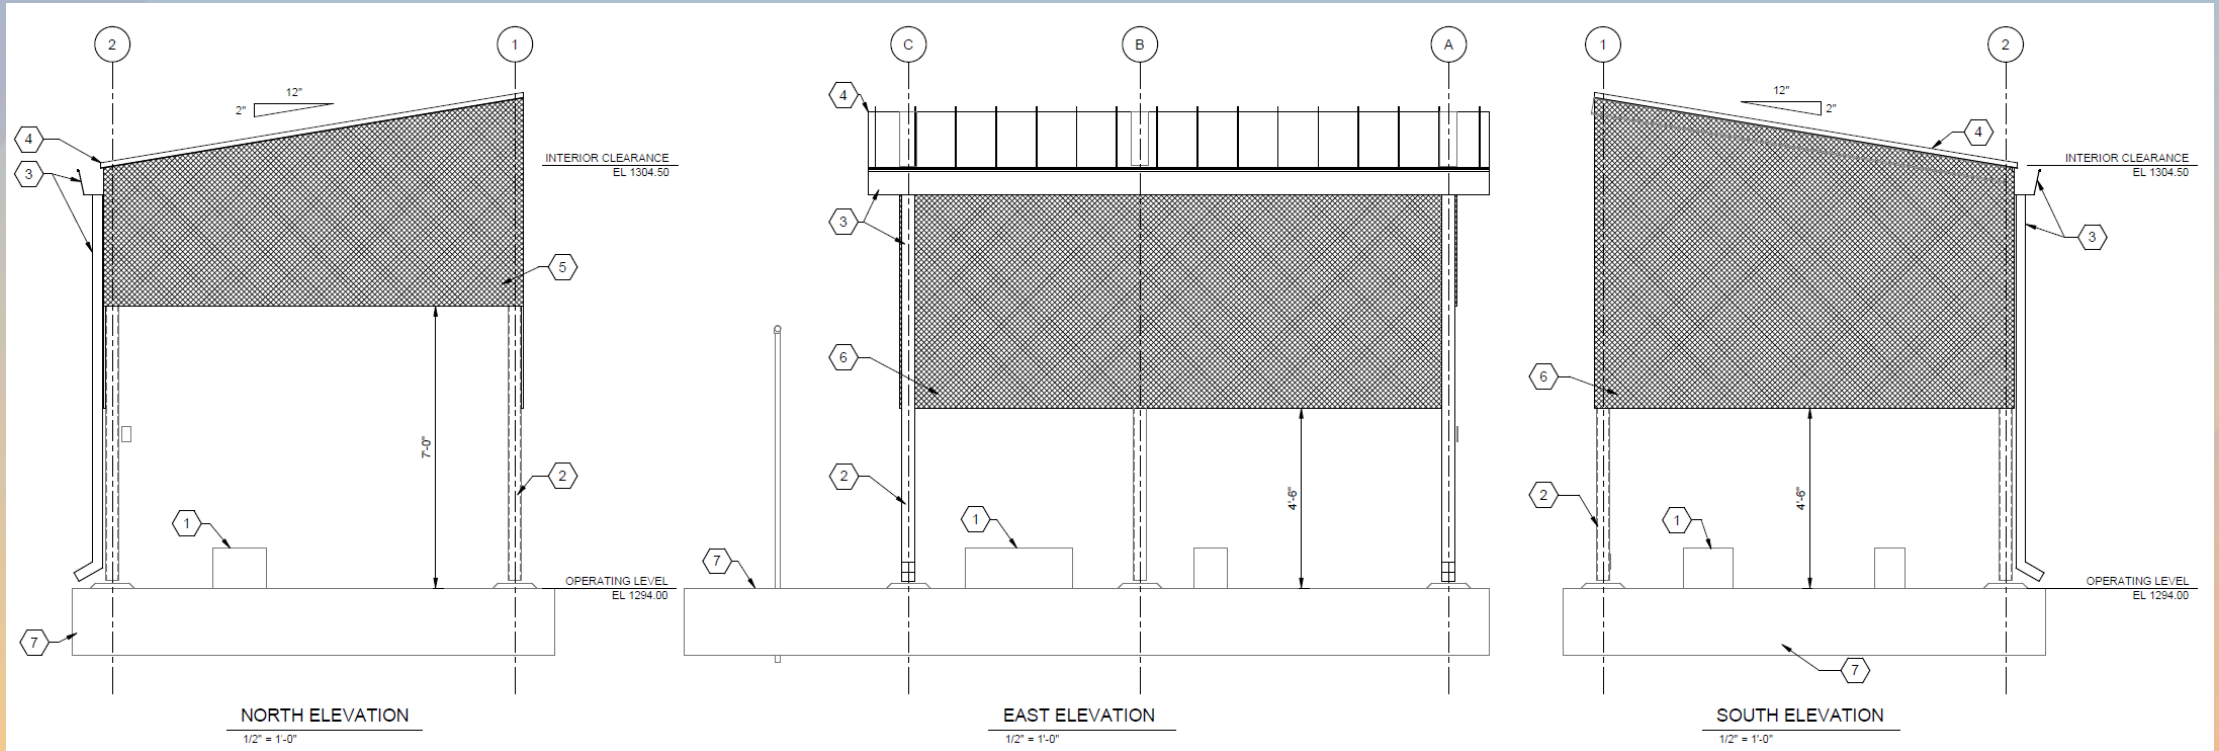 2
1
12"
2"
4
3
INTERIOR CLEARANCE
EL 1304.50
5
7'-0"
2
1
OPERATING LEVEL
EL 1294.00
7
NORTH ELEVATION
1/2" = 1'-0"
C
B
A
4
3
6
2
4'-6"
1
7
EAST ELEVATION
1/2" = 1'-0"
1
2
12"
2"
4
INTERIOR CLEARANCE
EL 1304.50
3
6
2
4'-6"
1
OPERATING LEVEL
EL 1294.00
7
SOUTH ELEVATION
1/2" = 1'-0"